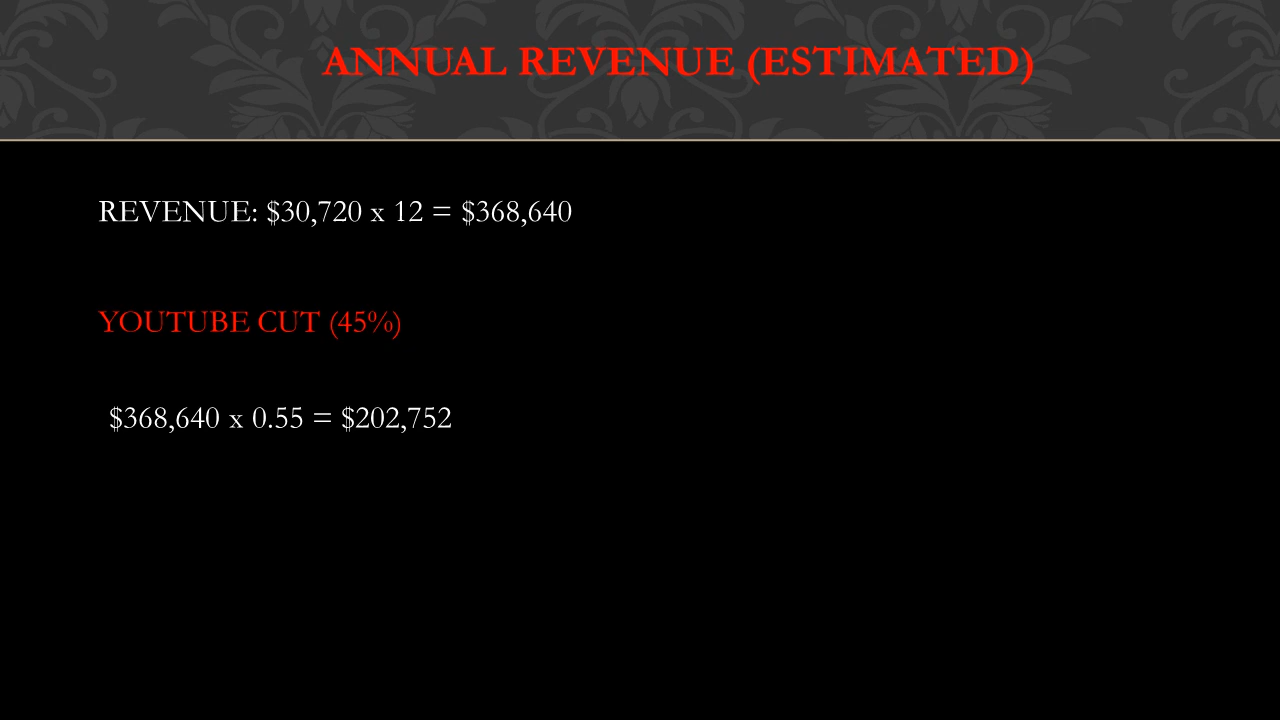 ANNUAL REVENUE (ESTIMATED)
REVENUE: $30,720 x 12 = $368,640
YOUTUBE CUT (45%)
$368,640 x 0.55 = $202,752